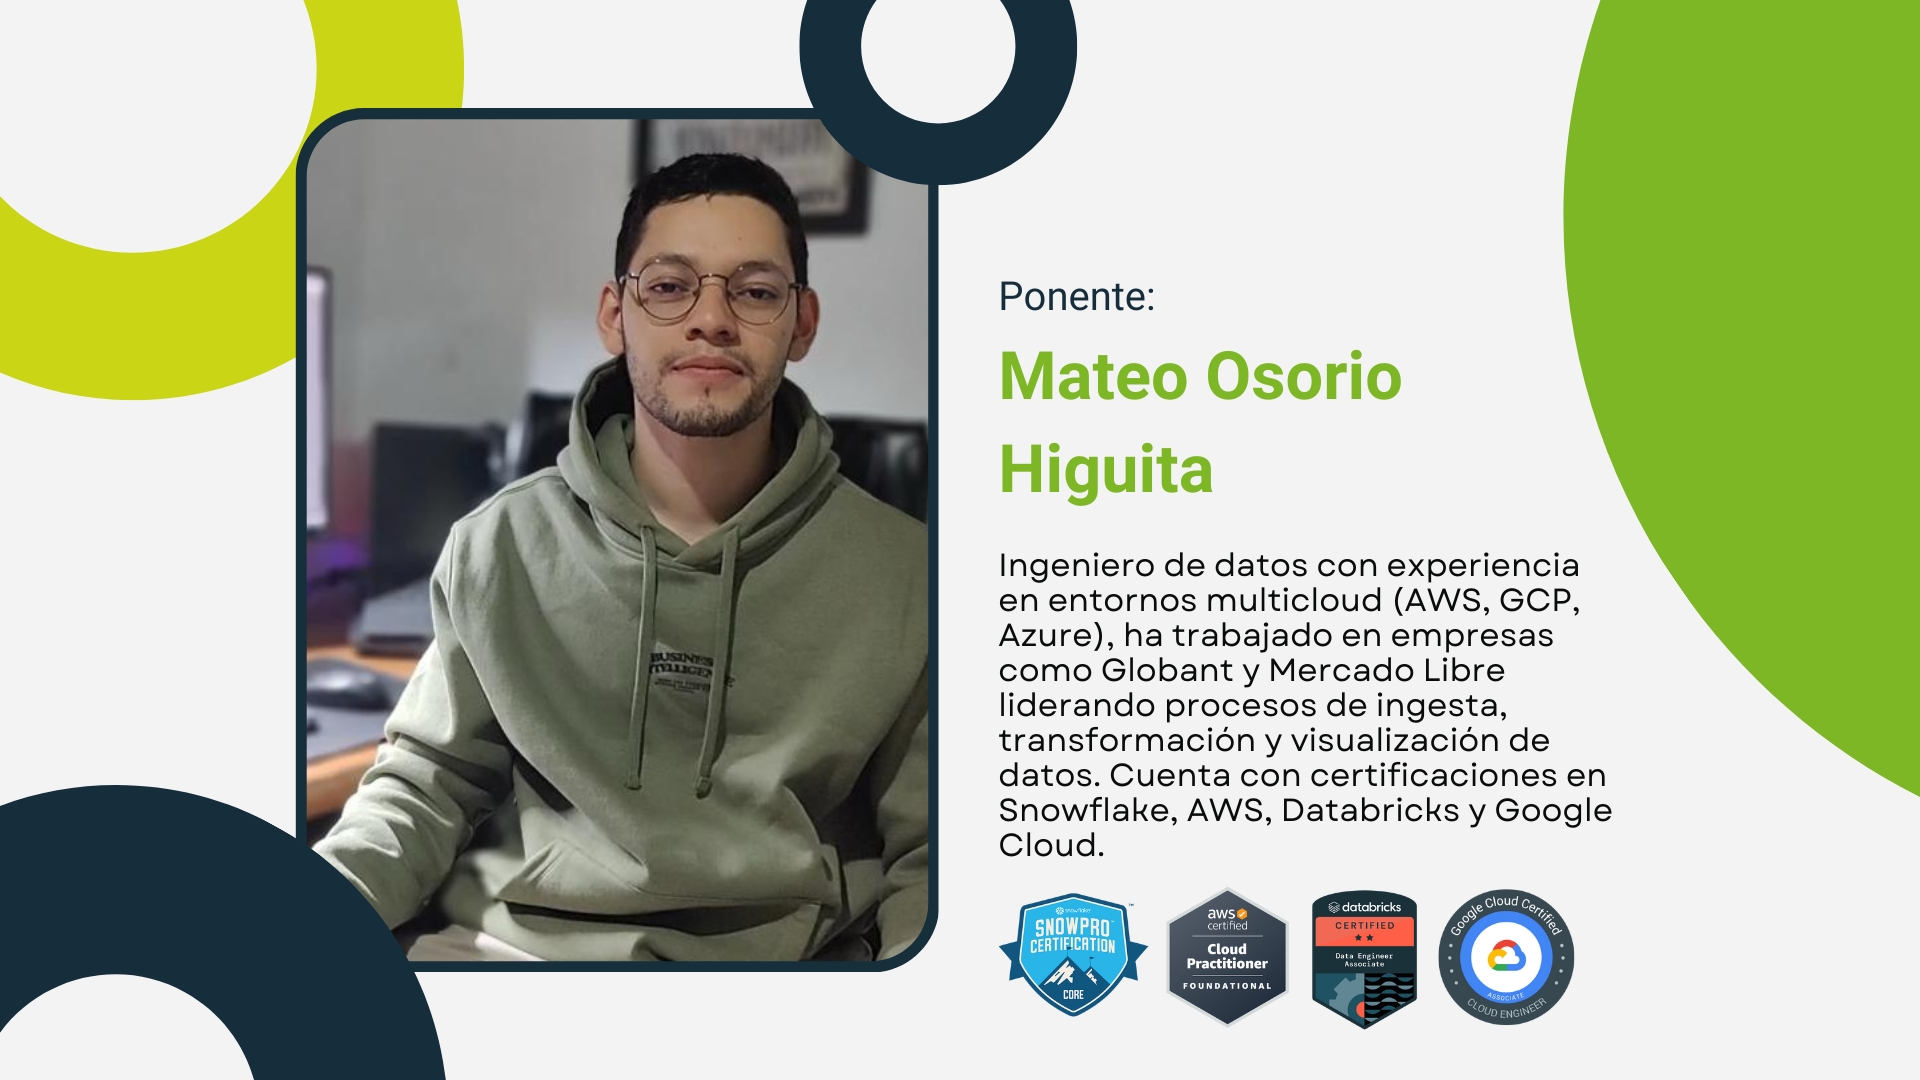 Ponente:
Mateo Osorio
Higuita
Ingeniero de datos con experiencia
en entornos multicloud (AWS, GCP,
Azure), ha trabajado en empresas
como Globant y Mercado Libre
liderando procesos de ingesta,
transformación y visualización de
datos. Cuenta con certificaciones en
Snowflake, AWS, Databricks y Google
Cloud.
snowflake
SNOWPRO
CERTIFICATION
CORE
aws
certified
Cloud
Practitioner
FOUNDATIONAL
databricks
CERTIFIED
Data Engineer
Associate
Google Cloud Certified
ASSOCIATE
CLOUD ENGINEER